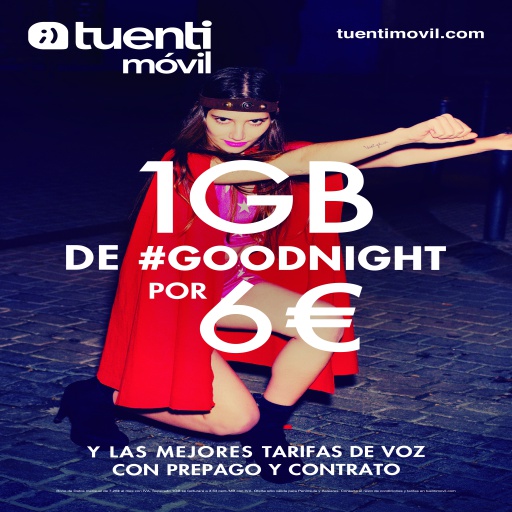 tuenti
móvil
tuentimovil.com
1GB
DE #GOODNIGHT
POR 6€
Y LAS MEJORES TARIFAS DE VOZ
CON PREPAGO Y CONTRATO